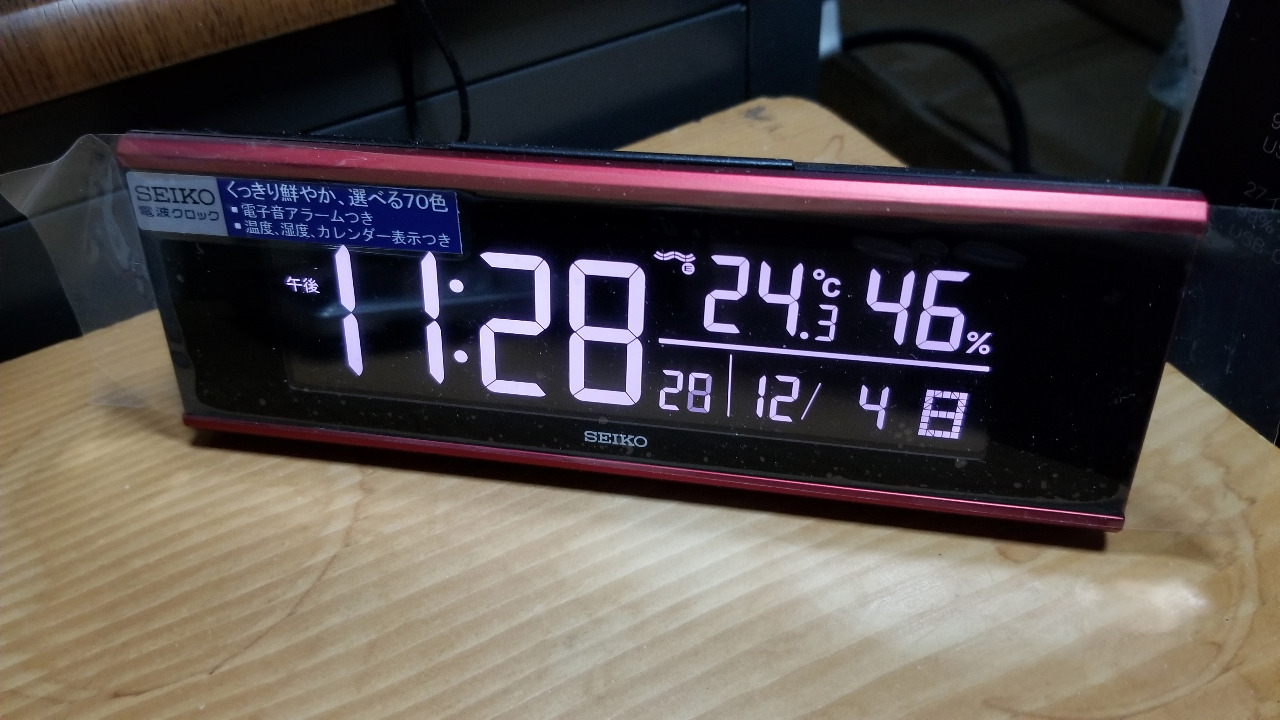 SEIKO
電波クロック
くっきり鮮やか、選べる70色
■電子音アラームつき
■温度、湿度、カレンダー表示つき
午後 11:28 28
24.3℃ 46%
12/ 4 日
SEIKO